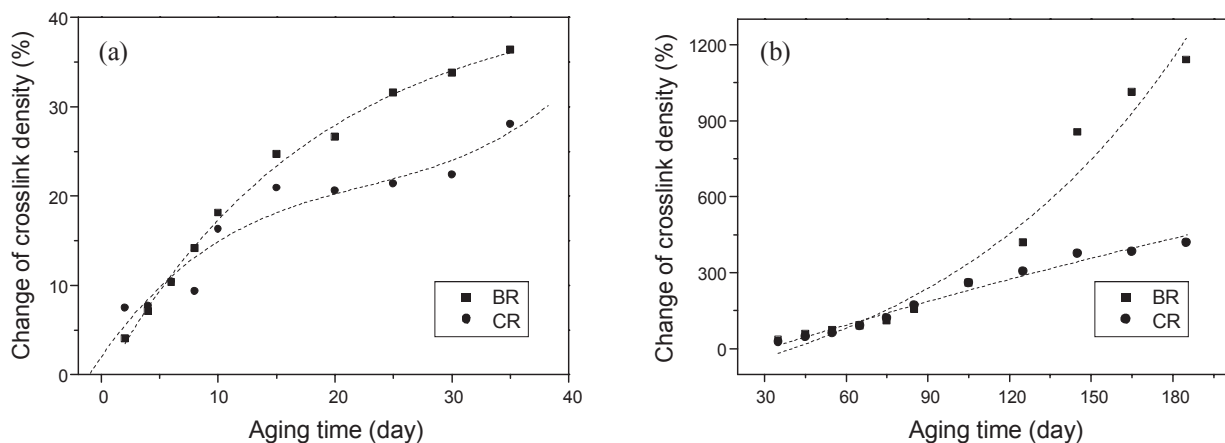 (a)
Change of crosslink density (%)
40
30
20
10
0
0
10
20
30
40
Aging time (day)
BR
CR
(b)
Change of crosslink density (%)
1200
900
600
300
0
30
60
90
120
150
180
Aging time (day)
BR
CR